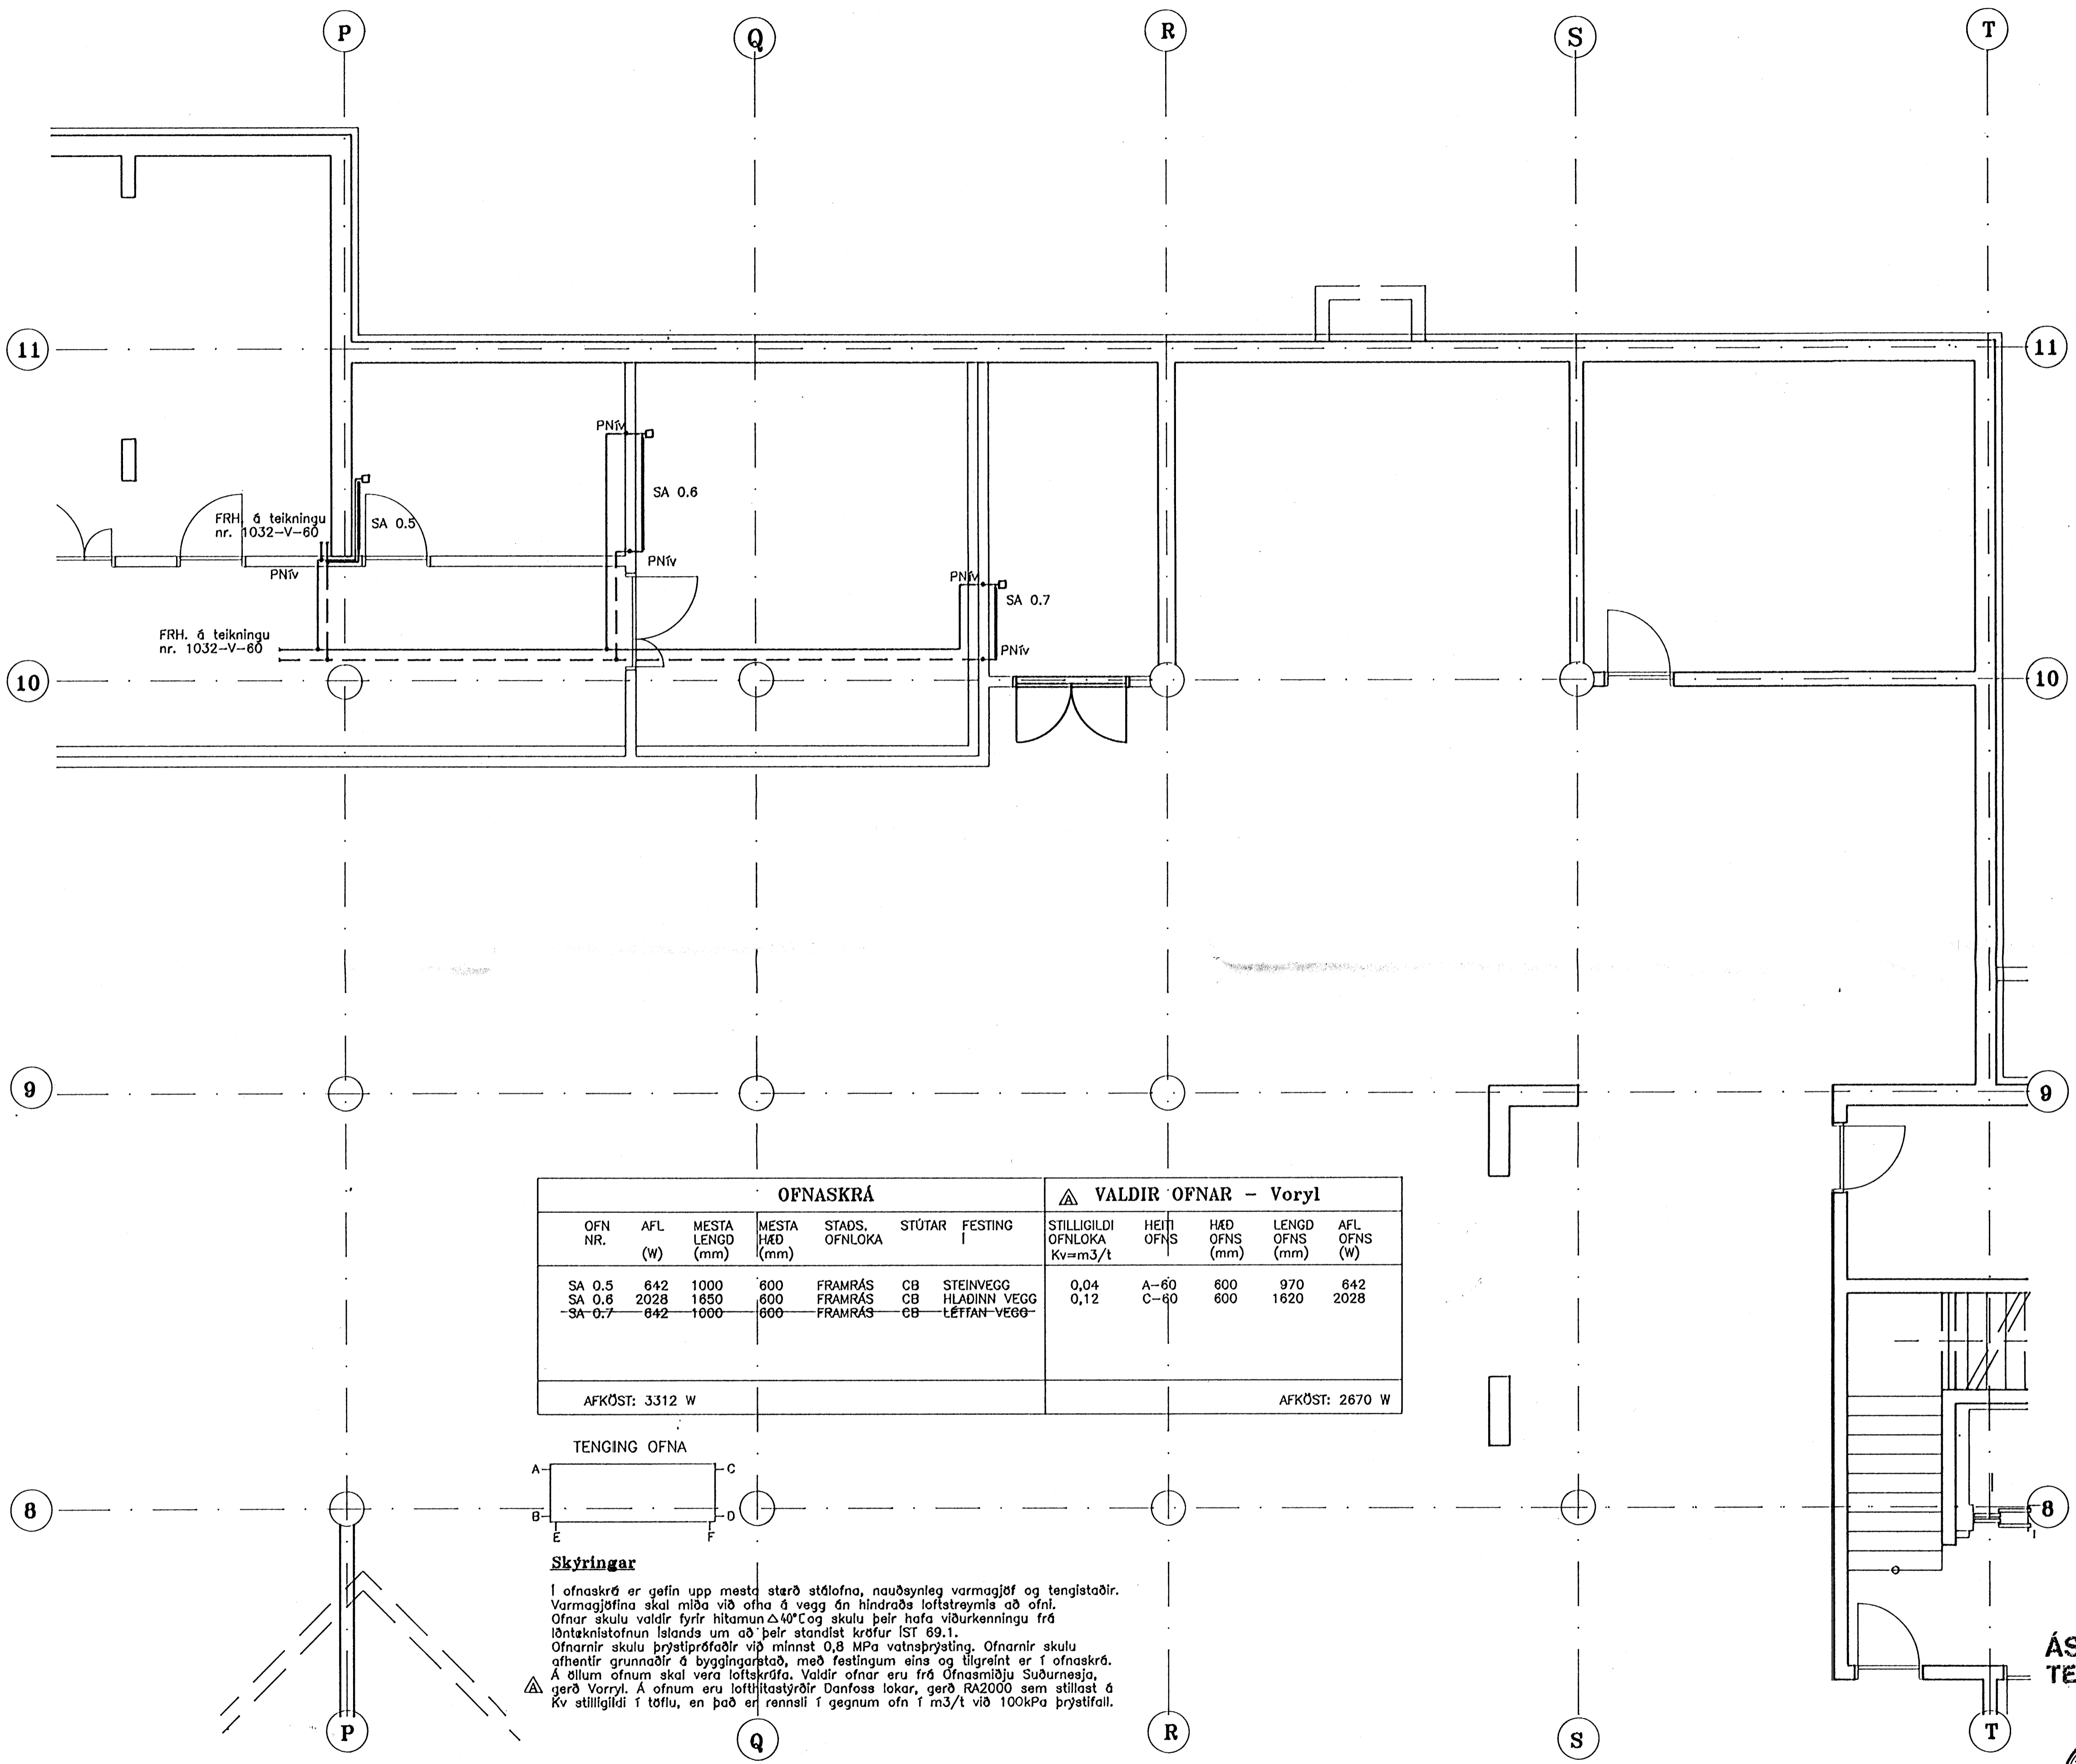 P Q R S T
11 11
PNív
SA 0.6
FRH. á teikningu
nr. 1032-V-60
SA 0.5
PNív
PNív
PNív
SA 0.7
FRH. á teikningu
nr. 1032-V-60
PNív
10 10
9 9
OFNASKRÁ A VALDIR OFNAR - Voryl
OFN AFL MESTA MESTA STAÐS. STÚTAR FESTING STILLIGILDI HEITI HÆÐ LENGD AFL
NR. LENGD HÆÐ OFNLOKA Í OFNLOKA OFNS OFNS OFNS OFNS
(W) (mm) (mm) Kv=m3/t (mm) (mm) (W)
SA 0.5 642 1000 600 FRAMRÁS CB STEINVEGG 0,04 A-60 600 970 642
SA 0.6 2028 1650 600 FRAMRÁS CB HLAÐINN VEGG 0,12 C-60 600 1620 2028
SA 0.7 642 1000 600 FRAMRÁS CB LÉTTAN VEGG
AFKÖST: 3312 W AFKÖST: 2670 W
TENGING OFNA
A C
B D
E F
8 8
Skýringar
Í ofnaskrá er gefin upp mesta stærð stálofna, nauðsynleg varmagjöf og tengistaðir.
Varmagjöfina skal miða við ofna á vegg án hindraðs loftstreymis að ofni.
Ofnar skulu valdir fyrir hitamun △40°C og skulu þeir hafa viðurkenningu frá
Iðntæknistofnun Íslands um að þeir standist kröfur ÍST 69.1.
Ofnarnir skulu þrýstiprófaðir við minnst 0,8 MPa vatnsþrýsting. Ofnarnir skulu
afhentir grunnaðir á byggingarstað, með festingum eins og tilgreint er í ofnaskrá.
Á öllum ofnum skal vera loftskrúfa. Valdir ofnar eru frá Ofnasmiðju Suðurnesja,
A gerð Vorryl. Á ofnum eru lofthitastýrðir Danfoss lokar, gerð RA2000 sem stillast á
Kv stilligildi í töflu, en það er rennsli í gegnum ofn í m3/t við 100kPa þrýstifall.
ÁS
TE
P Q R S T